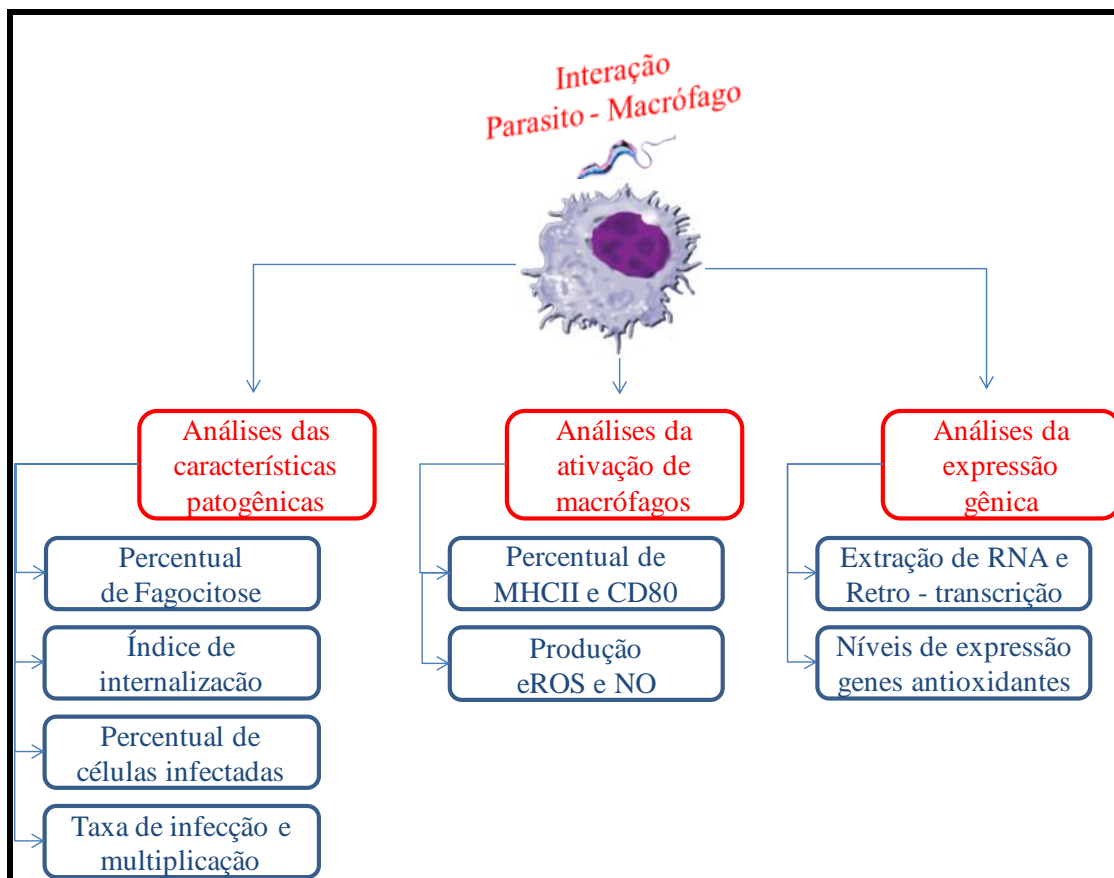 Interação
Parasito - Macrófago
Análises das
características
patogênicas
Percentual
de Fagocitose
Índice de
internalizacão
Percentual de
células infectadas
Taxa de infecção e
multiplicação
Análises da
ativação de
macrófagos
Percentual de
MHCII e CD80
Produção
eROS e NO
Análises da
expressão
gênica
Extração de RNA e
Retro - transcrição
Níveis de expressão
genes antioxidantes